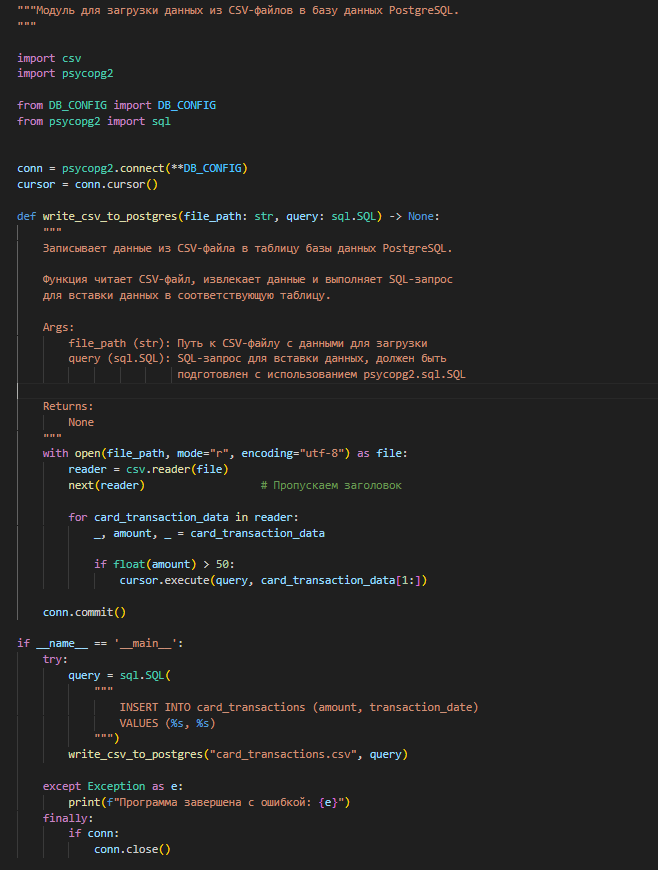 """Модуль для загрузки данных из CSV-файлов в базу данных PostgreSQL.
"""

import csv
import psycopg2

from DB_CONFIG import DB_CONFIG
from psycopg2 import sql


conn = psycopg2.connect(**DB_CONFIG)
cursor = conn.cursor()

def write_csv_to_postgres(file_path: str, query: sql.SQL) -> None:
    """
    Записывает данные из CSV-файла в таблицу базы данных PostgreSQL.

    Функция читает CSV-файл, извлекает данные и выполняет SQL-запрос
    для вставки данных в соответствующую таблицу.

    Args:
        file_path (str): Путь к CSV-файлу с данными для загрузки
        query (sql.SQL): SQL-запрос для вставки данных, должен быть
                         подготовлен с использованием psycopg2.sql.SQL

    Returns:
        None
    """
    with open(file_path, mode="r", encoding="utf-8") as file:
        reader = csv.reader(file)
        next(reader)                  # Пропускаем заголовок

        for card_transaction_data in reader:
            _, amount, _ = card_transaction_data

            if float(amount) > 50:
                cursor.execute(query, card_transaction_data[1:])

    conn.commit()

if __name__ == '__main__':
    try:
        query = sql.SQL(
            """
                INSERT INTO card_transactions (amount, transaction_date)
                VALUES (%s, %s)
            """)
        write_csv_to_postgres("card_transactions.csv", query)

    except Exception as e:
        print(f"Программа завершена с ошибкой: {e}")
    finally:
        if conn:
            conn.close()